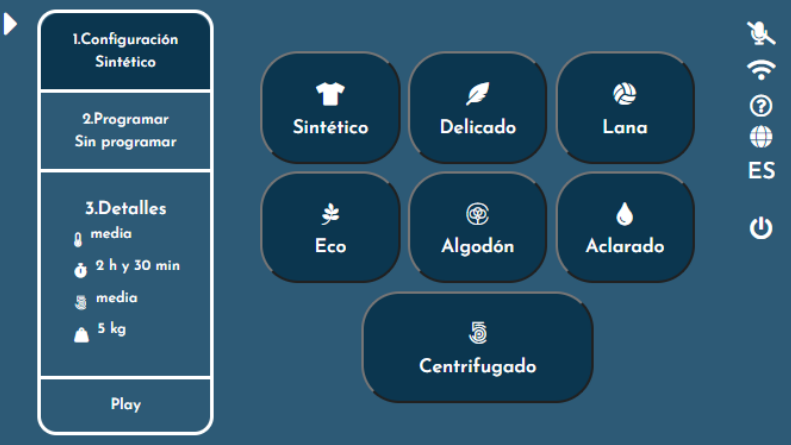 1.Configuración
Sintético
2.Programar
Sin programar
3.Detalles
media
2 h y 30 min
media
5 kg
Play
Sintético
Delicado
Lana
Eco
Algodón
Aclarado
Centrifugado
ES